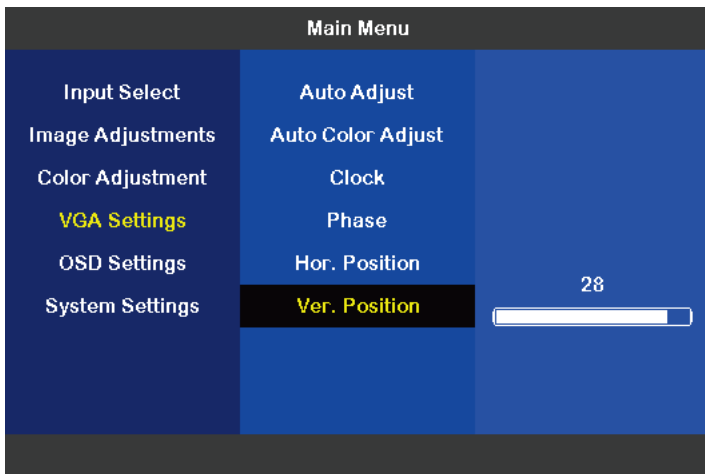 Main Menu
Input Select
Image Adjustments
Color Adjustment
VGA Settings
OSD Settings
System Settings
Auto Adjust
Auto Color Adjust
Clock
Phase
Hor. Position
Ver. Position
28